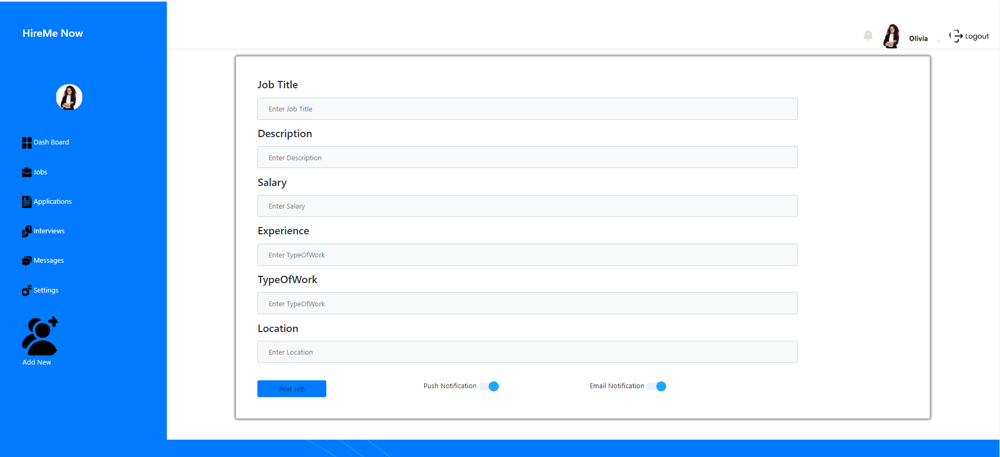 HireMe Now
Olivia
Logout
Dash Board
Jobs
Applications
Interviews
Messages
Settings
Add New
Job Title
Enter Job Title
Description
Enter Description
Salary
Enter Salary
Experience
Enter TypeOfWork
TypeOfWork
Enter TypeOfWork
Location
Enter Location
Post Job
Push Notification
Email Notification